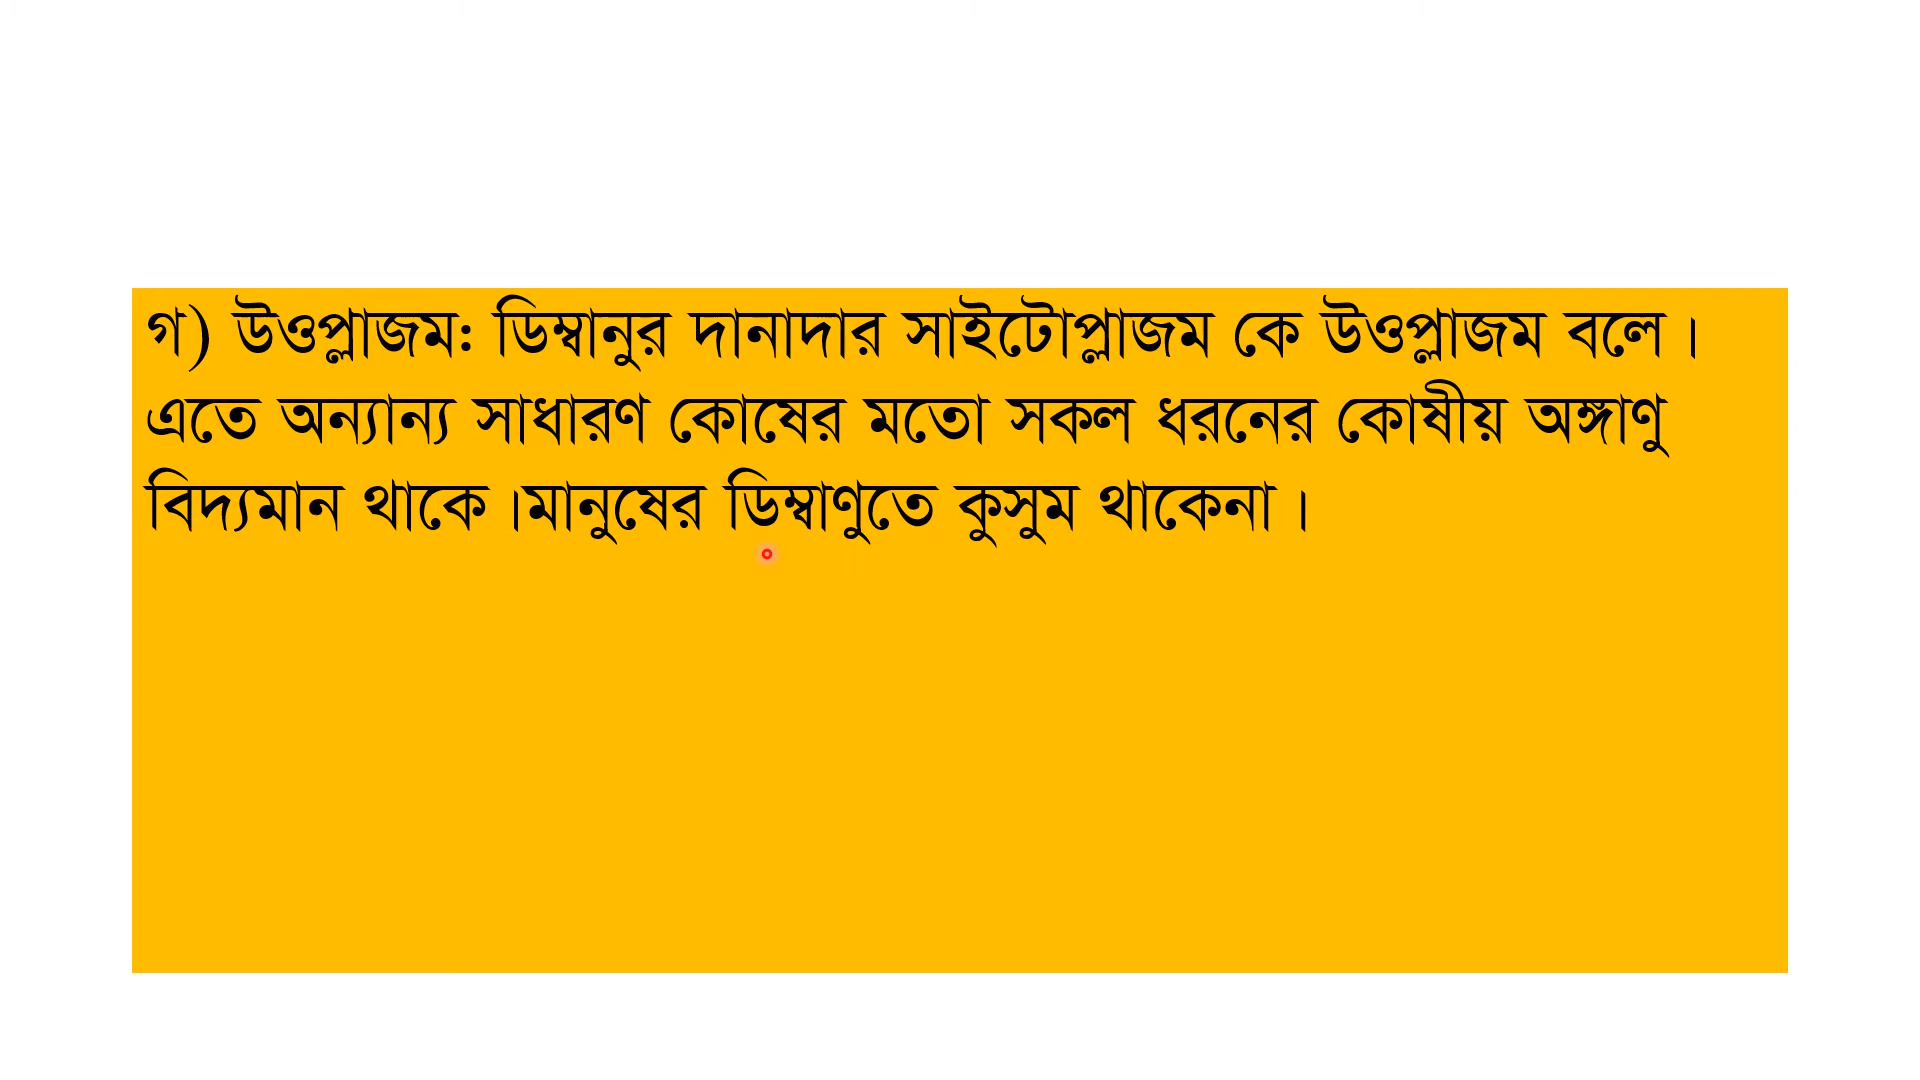 গ) উওপ্লাজম: ডিম্বানুর দানাদার সাইটোপ্লাজম কে উওপ্লাজম বলে।
এতে অন্যান্য সাধারণ কোষের মতো সকল ধরনের কোষীয় অঙ্গাণু
বিদ্যমান থাকে।মানুষের ডিম্বাণুতে কুসুম থাকেনা।